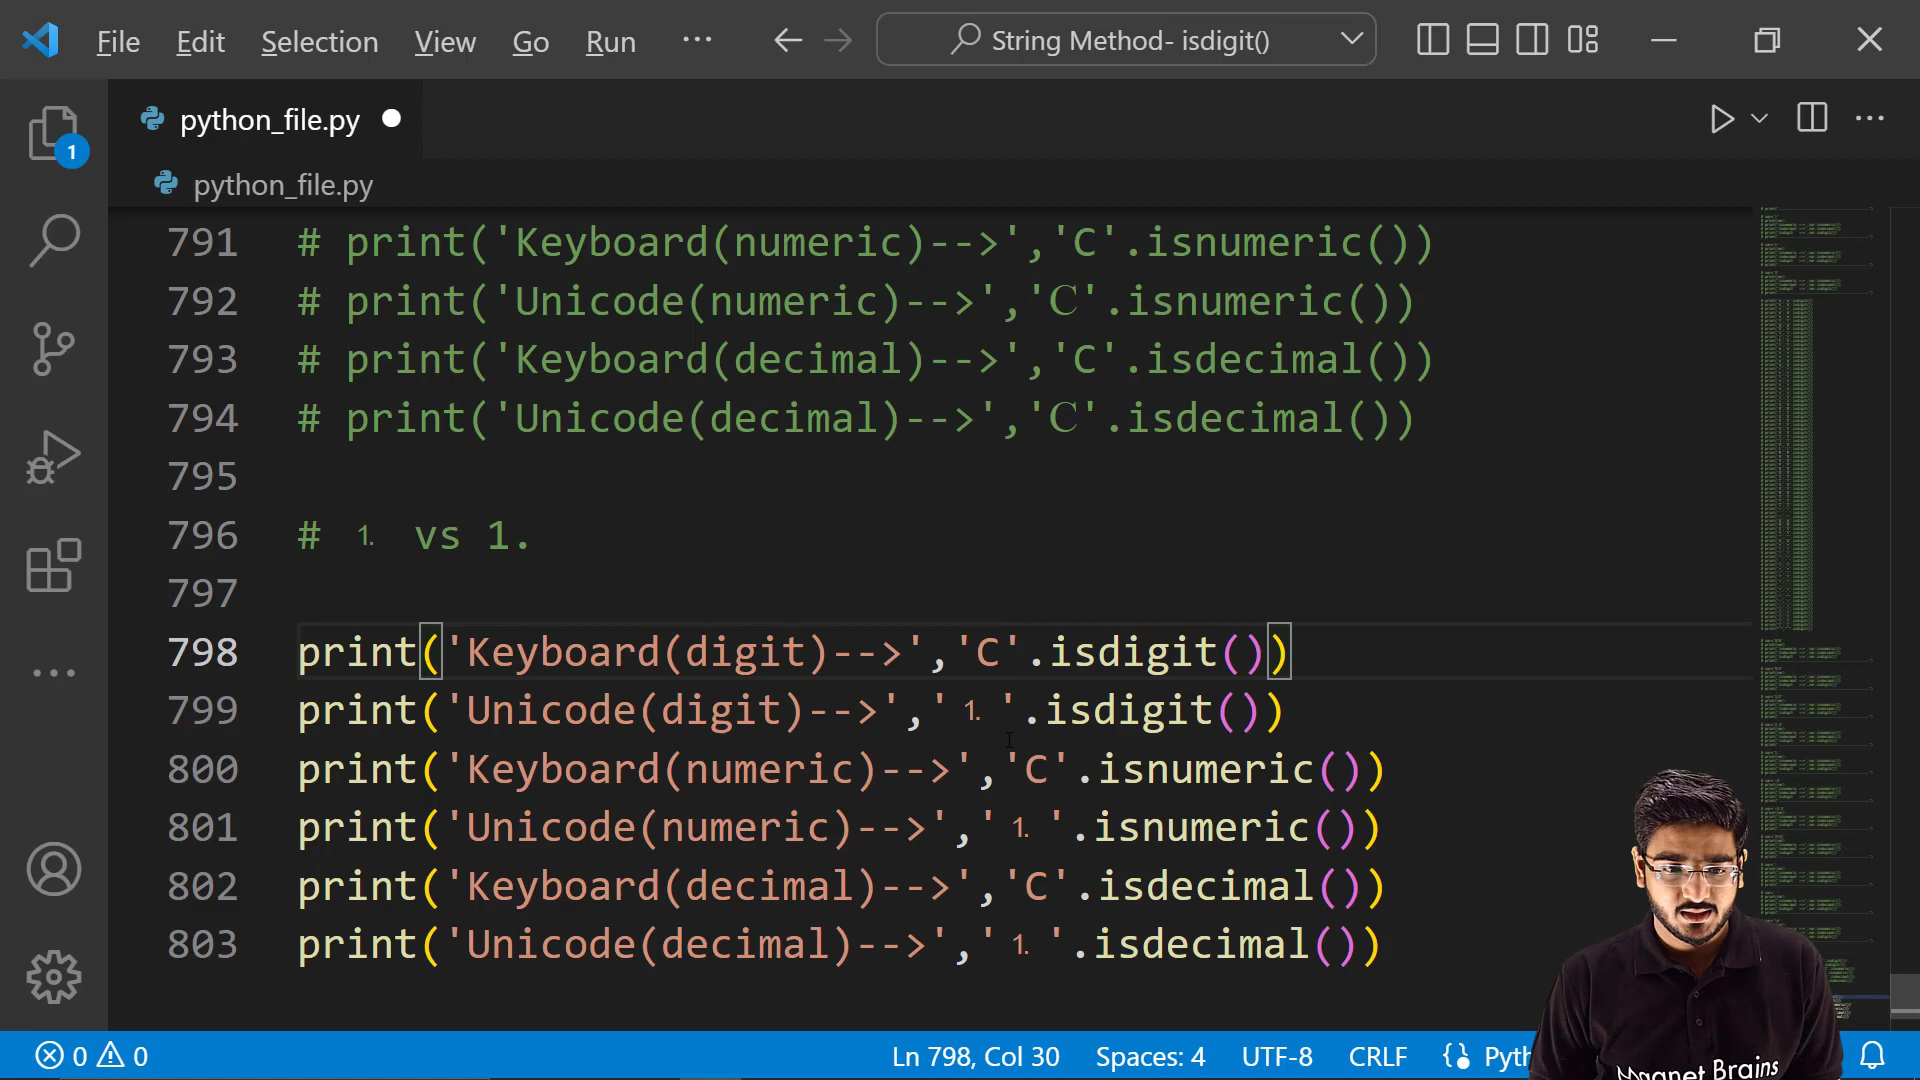 File Edit Selection View Go Run ··· String Method- isdigit()
python_file.py
1
python_file.py
791 # print('Keyboard(numeric)-->','C'.isnumeric())
792 # print('Unicode(numeric)-->','Ⅽ'.isnumeric())
793 # print('Keyboard(decimal)-->','C'.isdecimal())
794 # print('Unicode(decimal)-->','Ⅽ'.isdecimal())
795
796 # ⒈ vs 1.
797
798 print('Keyboard(digit)-->','C'.isdigit())
799 print('Unicode(digit)-->','⒈'.isdigit())
800 print('Keyboard(numeric)-->','C'.isnumeric())
801 print('Unicode(numeric)-->','⒈'.isnumeric())
802 print('Keyboard(decimal)-->','C'.isdecimal())
803 print('Unicode(decimal)-->','⒈'.isdecimal())
0 0 Ln 798, Col 30 Spaces: 4 UTF-8 CRLF Pyth
Magnet Brains